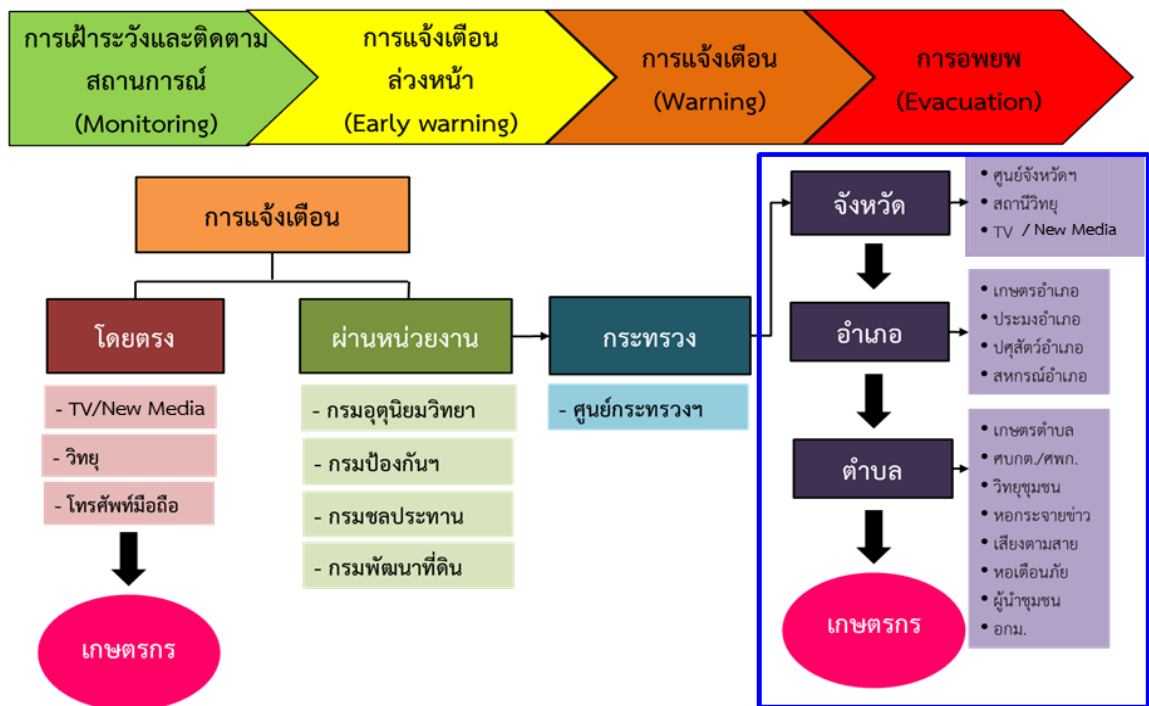 การเฝ้าระวังและติดตาม
สถานการณ์
(Monitoring)
การแจ้งเตือน
ล่วงหน้า
(Early warning)
การแจ้งเตือน
(Warning)
การอพยพ
(Evacuation)
การแจ้งเตือน
โดยตรง
- TV/New Media
- วิทยุ
- โทรศัพท์มือถือ
เกษตรกร
ผ่านหน่วยงาน
- กรมอุตุนิยมวิทยา
- กรมป้องกันฯ
- กรมชลประทาน
- กรมพัฒนาที่ดิน
กระทรวง
- ศูนย์กระทรวงฯ
จังหวัด
• ศูนย์จังหวัดฯ
• สถานีวิทยุ
• TV / New Media
อำเภอ
• เกษตรอำเภอ
• ประมงอำเภอ
• ปศุสัตว์อำเภอ
• สหกรณ์อำเภอ
ตำบล
• เกษตรตำบล
• ศบกต./ศพก.
• วิทยุชุมชน
• หอกระจายข่าว
• เสียงตามสาย
• หอเตือนภัย
• ผู้นำชุมชน
• อกม.
เกษตรกร